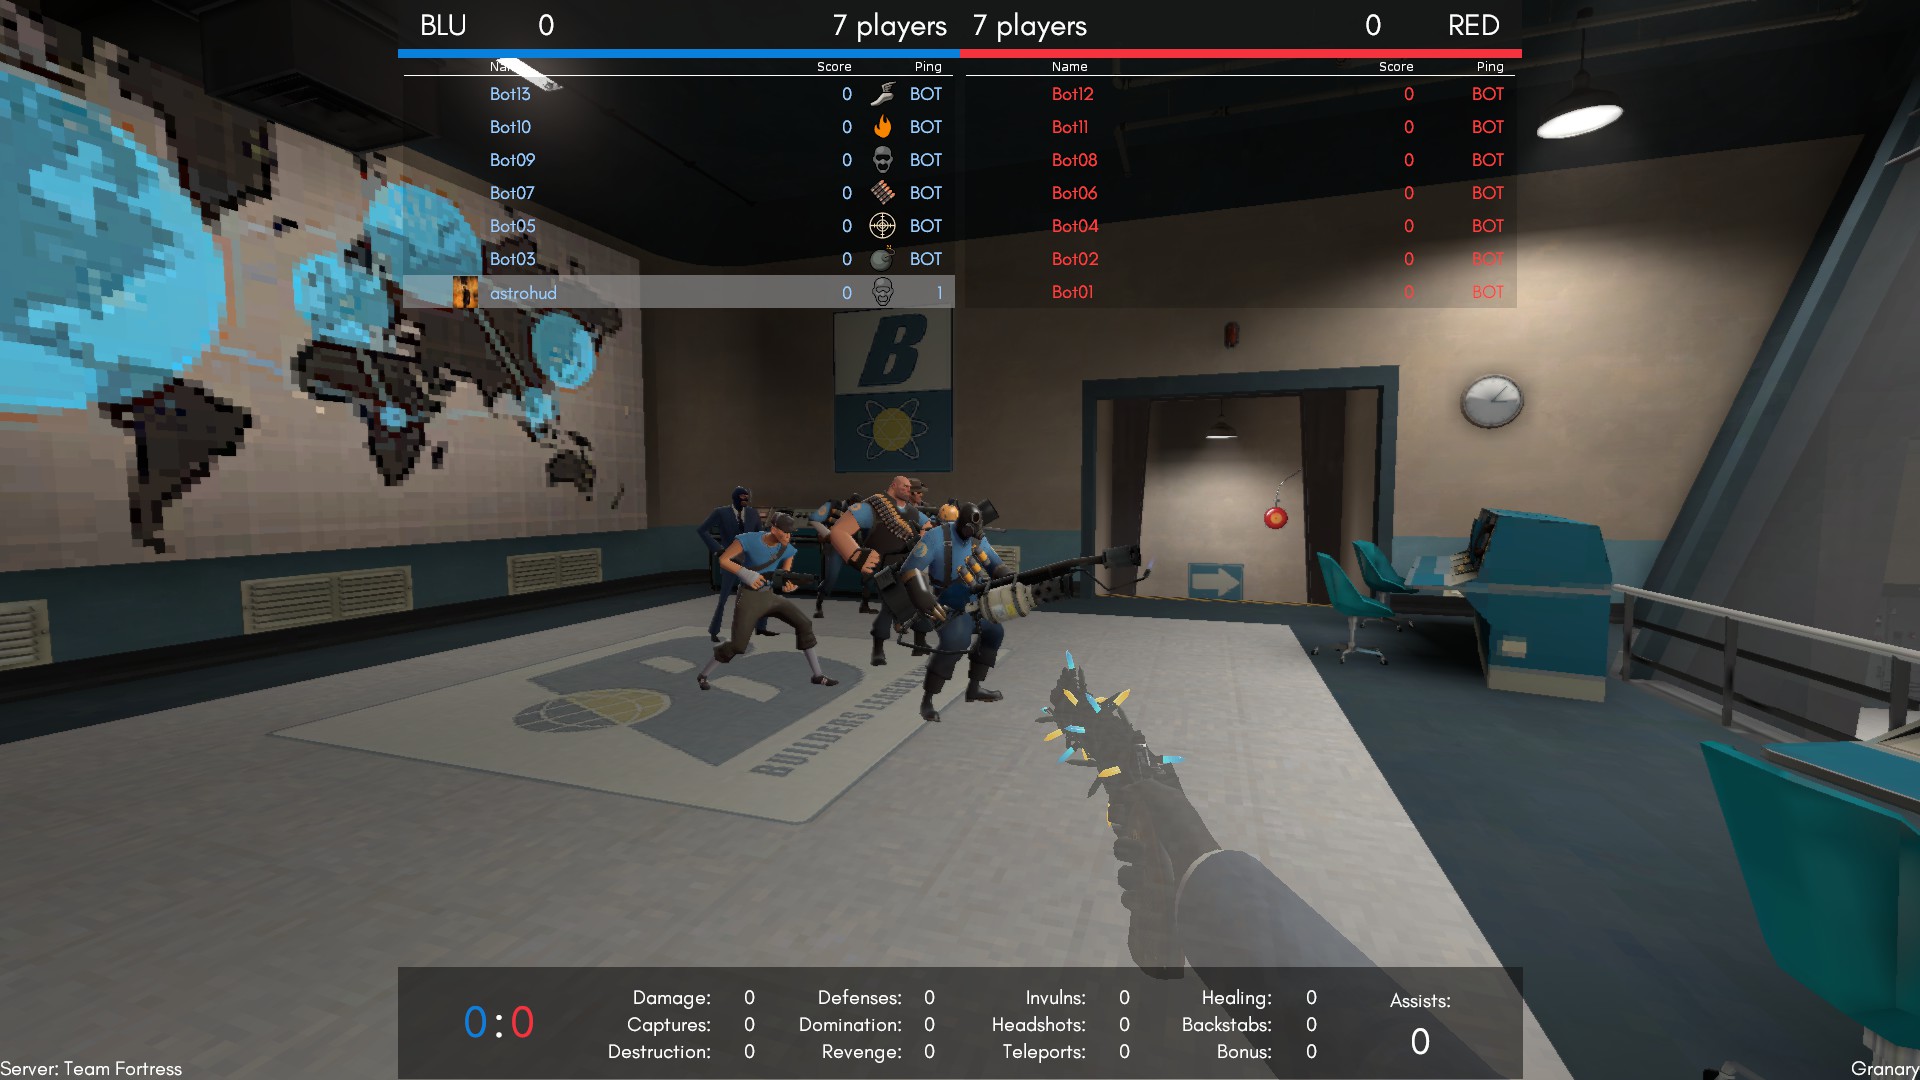 BLU 0 7 players 7 players 0 RED
Name Score Ping Name Score Ping
Bot13 0 BOT Bot12 0 BOT
Bot10 0 BOT Bot11 0 BOT
Bot09 0 BOT Bot08 0 BOT
Bot07 0 BOT Bot06 0 BOT
Bot05 0 BOT Bot04 0 BOT
Bot03 0 BOT Bot02 0 BOT
astrohud 0 1 Bot01 0 BOT
B
B
BUILDERS LEAGUE
0:0
Damage: 0 Defenses: 0 Invulns: 0 Healing: 0 Assists:
Captures: 0 Domination: 0 Headshots: 0 Backstabs: 0 0
Destruction: 0 Revenge: 0 Teleports: 0 Bonus: 0
Server: Team Fortress
Granary